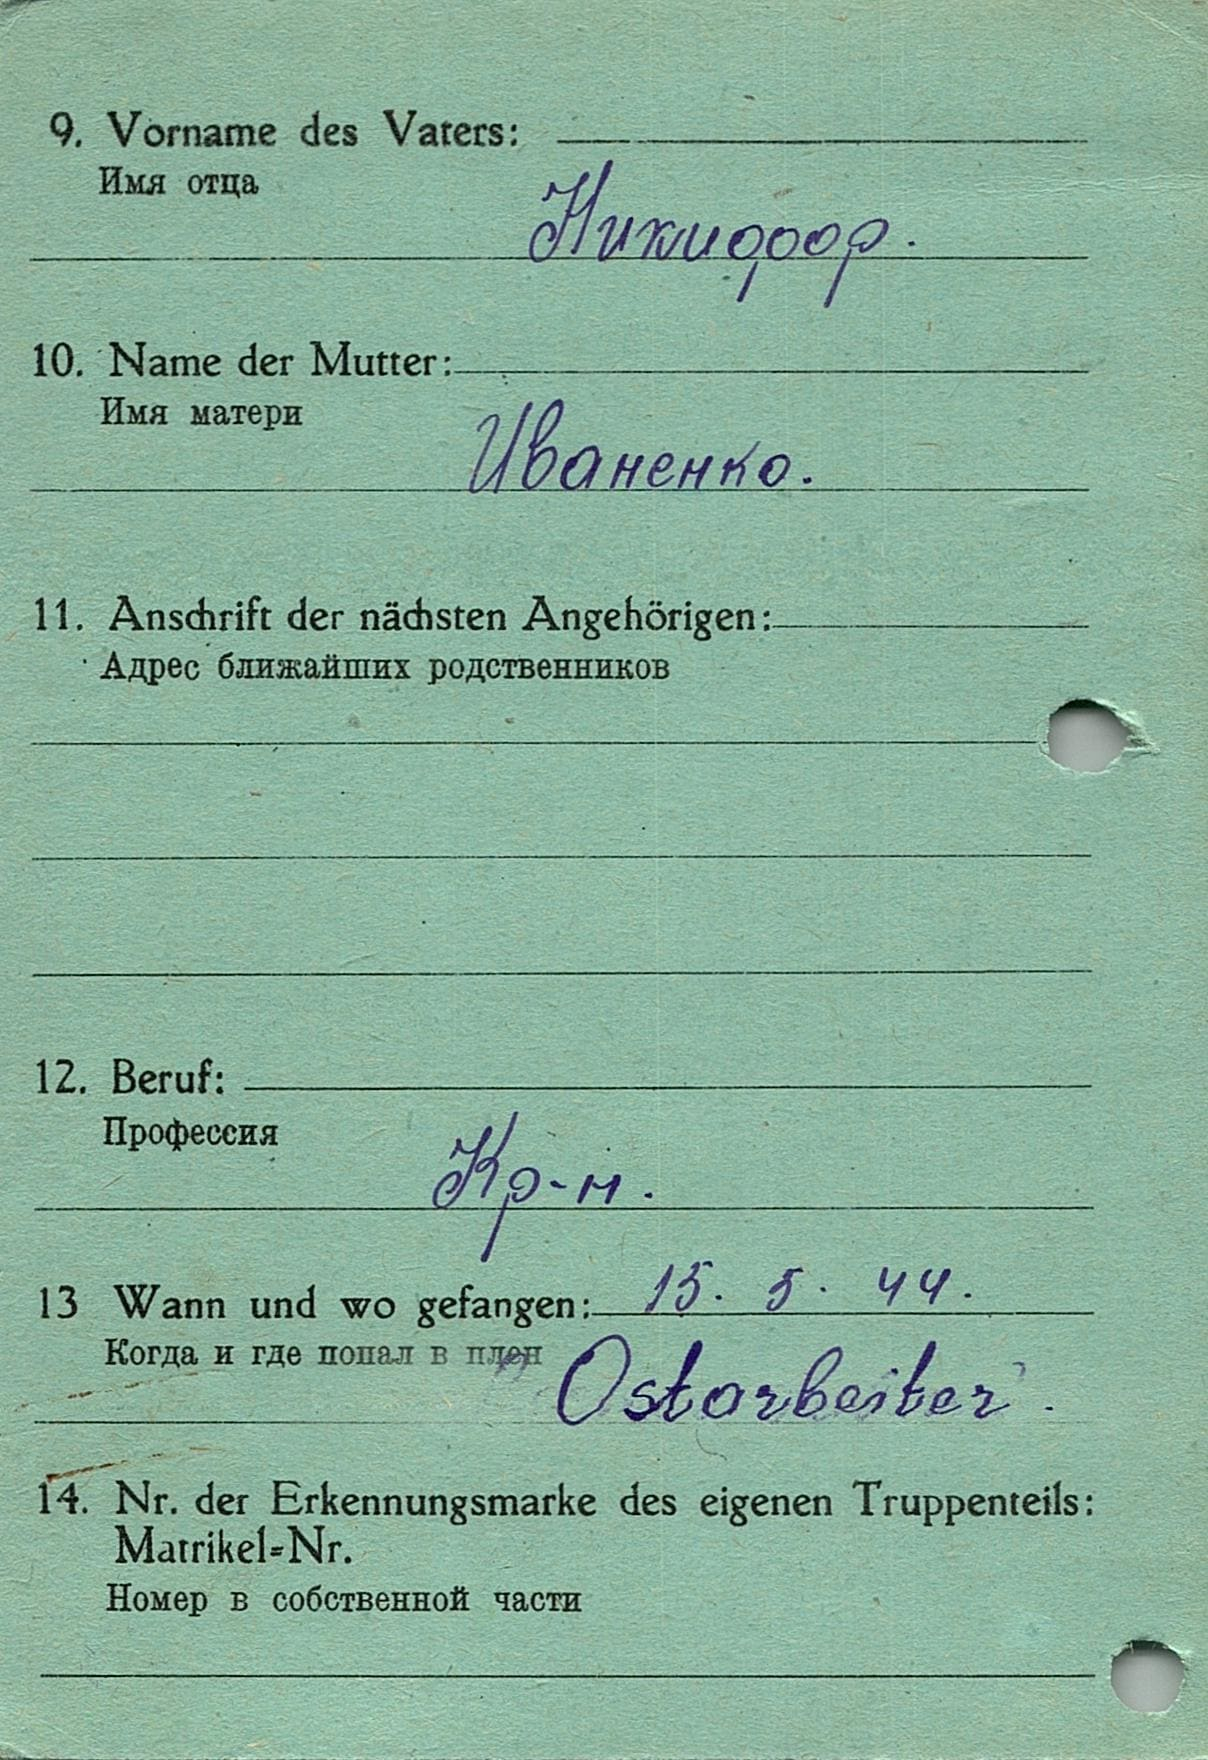 9. Vorname des Vaters:
Имя отца
Никифор.
10. Name der Mutter:
Имя матери
Иваненко.
11. Anschrift der nächsten Angehörigen:
Адрес ближайших родственников
12. Beruf:
Профессия
Кр-н.
13 Wann und wo gefangen: 15. 5. 44.
Когда и где попал в плен Ostarbeiter.
14. Nr. der Erkennungsmarke des eigenen Truppenteils:
Matrikel-Nr.
Номер в собственной части